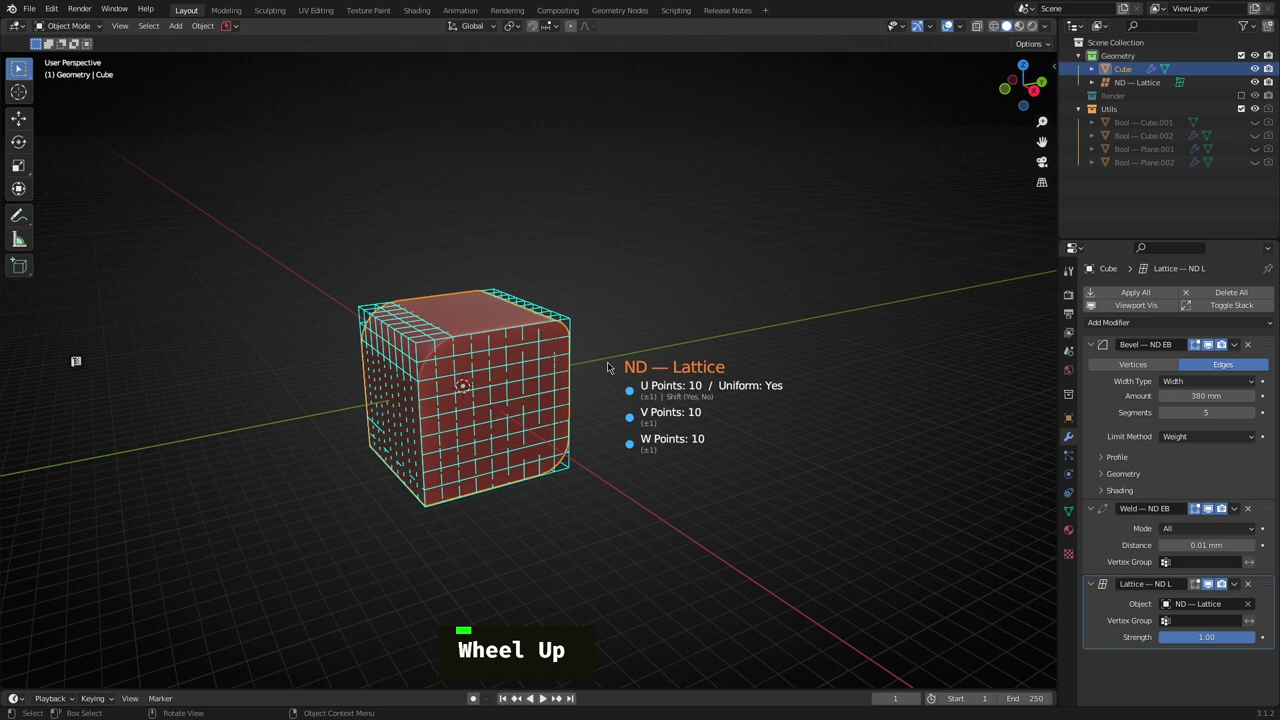 File Edit Render Window Help Layout Modeling Sculpting UV Editing Texture Paint Shading Animation Rendering Compositing Geometry Nodes Scripting Release Notes Scene ViewLayer
Object Mode View Select Add Object Global
Options
User Perspective
(1) Geometry | Cube
Z
Y
X
Scene Collection
Geometry
Cube
ND — Lattice
Render
Utils
Bool — Cube.001
Bool — Cube.002
Bool — Plane.001
Bool — Plane.002
ND — Lattice
U Points: 10 / Uniform: Yes
(±1) | Shift (Yes, No)
V Points: 10
(±1)
W Points: 10
(±1)
Wheel Up
Cube Lattice — ND L
Apply All Delete All
Viewport Vis Toggle Stack
Add Modifier
Bevel — ND EB
Vertices Edges
Width Type Width
Amount 380 mm
Segments 5
Limit Method Weight
Profile
Geometry
Shading
Weld — ND EB
Mode All
Distance 0.01 mm
Vertex Group
Lattice — ND L
Object ND — Lattice
Vertex Group
Strength 1.00
Playback Keying View Marker 1 Start 1 End 250
Select Box Select Rotate View Object Context Menu 3.1.2